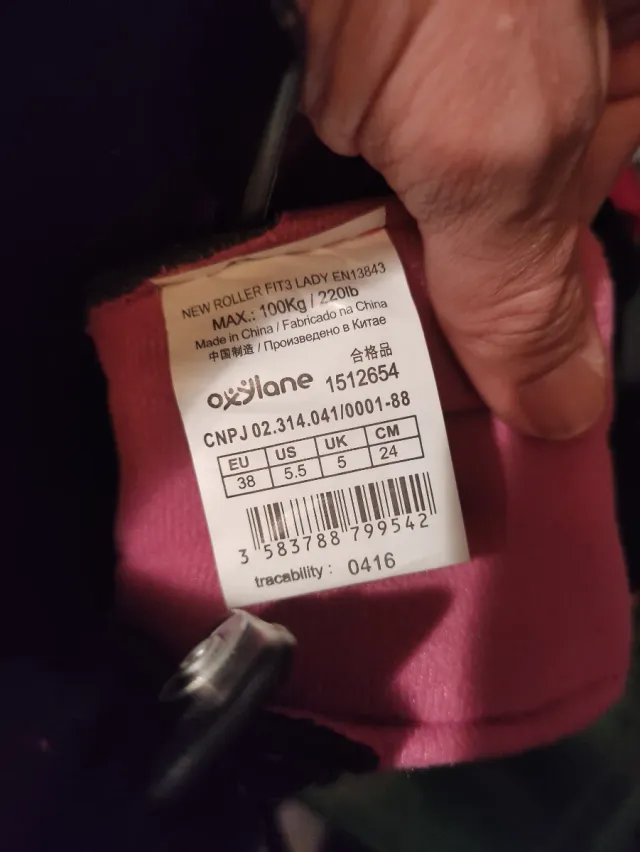 NEW ROLLER FIT3 LADY EN13843
MAX.: 100Kg / 220lb
Made in China / Fabricado na China
中国制造 / Произведено в Китае
合格品
oxylane 1512654
CNPJ 02.314.041/0001-88
EU US UK CM
38 5.5 5 24
3 583788 799542
tracability : 0416